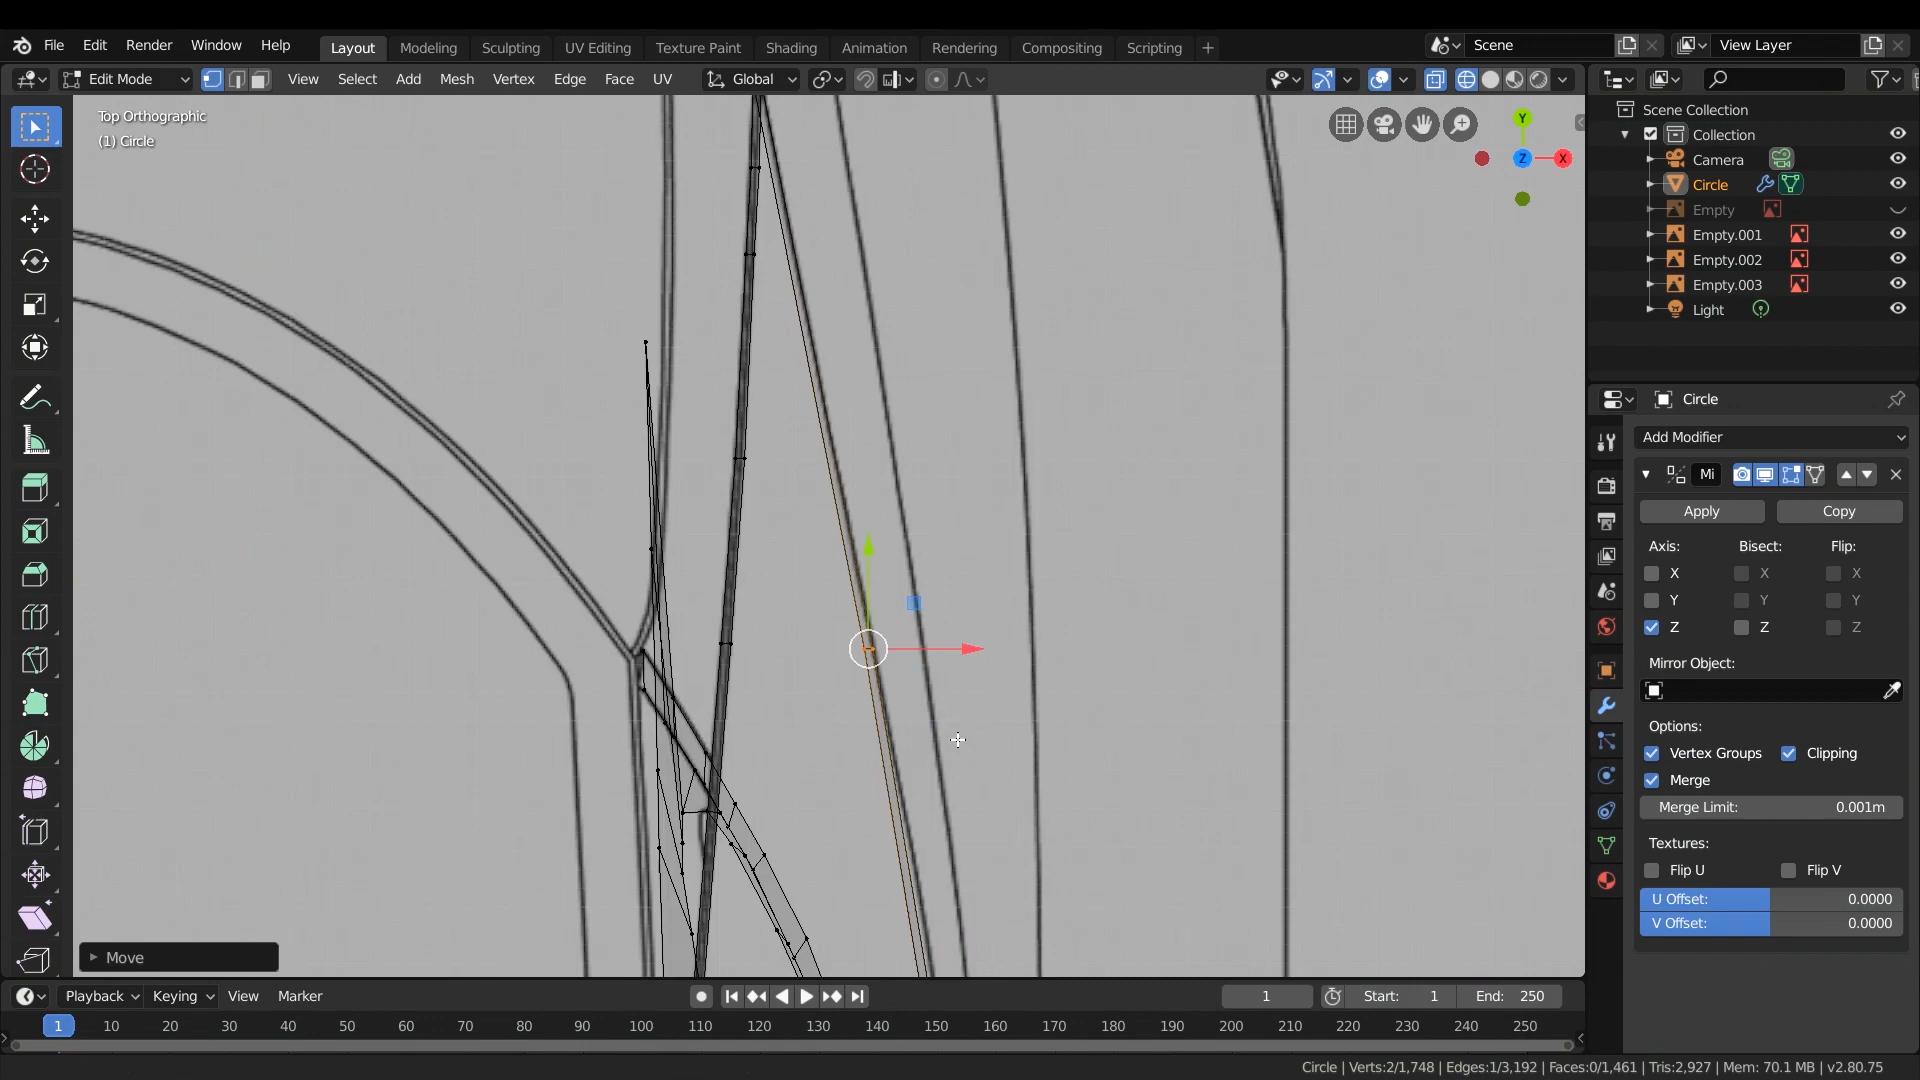 File Edit Render Window Help Layout Modeling Sculpting UV Editing Texture Paint Shading Animation Rendering Compositing Scripting + Scene View Layer
Edit Mode View Select Add Mesh Vertex Edge Face UV Global
Top Orthographic
(1) Circle
Y
Z
X
Scene Collection
Collection
Camera
Circle
Empty
Empty.001
Empty.002
Empty.003
Light
Circle
Add Modifier
Mi
Apply Copy
Axis: Bisect: Flip:
X X X
Y Y Y
Z Z Z
Mirror Object:
Options:
Vertex Groups Clipping
Merge
Merge Limit: 0.001m
Textures:
Flip U Flip V
U Offset: 0.0000
V Offset: 0.0000
Move
Playback Keying View Marker 1 Start: 1 End: 250
1 10 20 30 40 50 60 70 80 90 100 110 120 130 140 150 160 170 180 190 200 210 220 230 240 250
Circle | Verts:2/1,748 | Edges:1/3,192 | Faces:0/1,461 | Tris:2,927 | Mem: 70.1 MB | v2.80.75